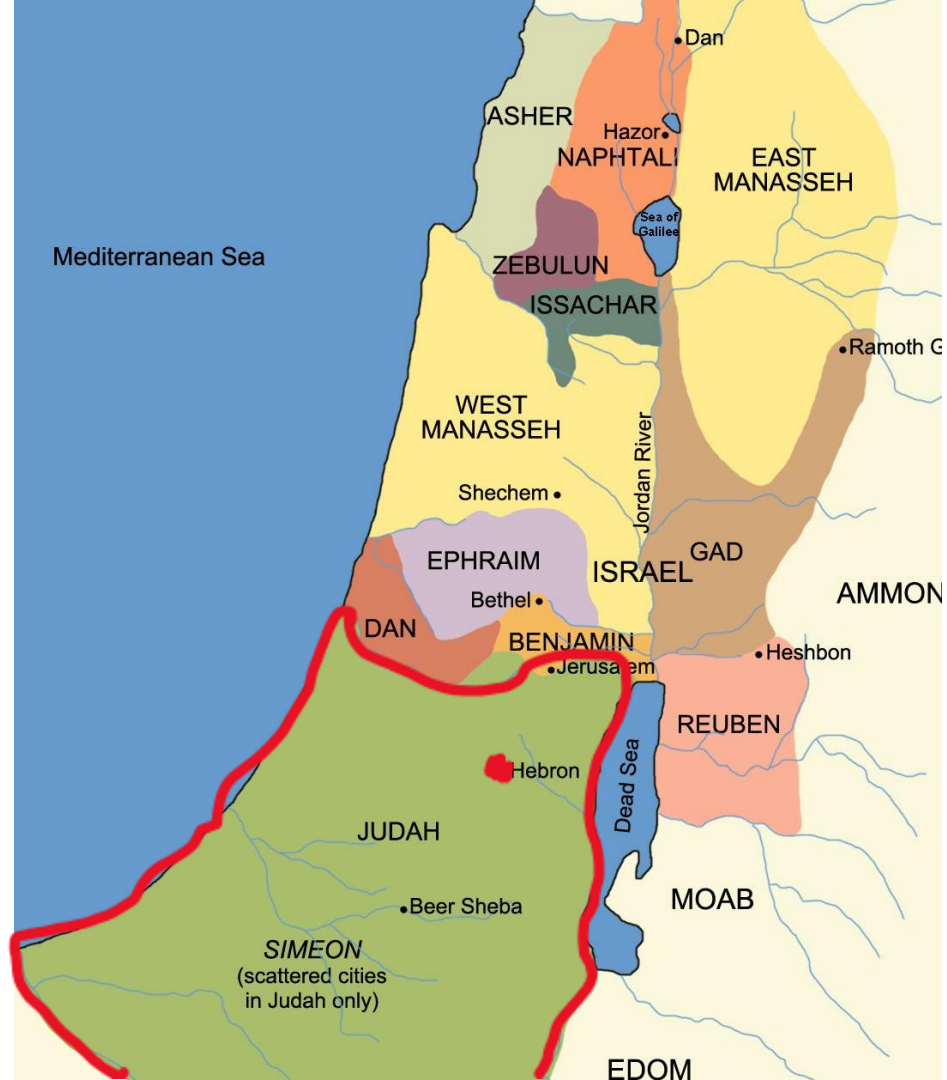 Dan
ASHER
Hazor
NAPHTALI
EAST
MANASSEH
Sea of
Galilee
Mediterranean Sea
ZEBULUN
ISSACHAR
Ramoth G
WEST
MANASSEH
Jordan River
Shechem
EPHRAIM
GAD
ISRAEL
Bethel
AMMON
DAN
BENJAMIN
Heshbon
Jerusalem
REUBEN
Hebron
Dead Sea
JUDAH
MOAB
Beer Sheba
SIMEON
(scattered cities
in Judah only)
EDOM